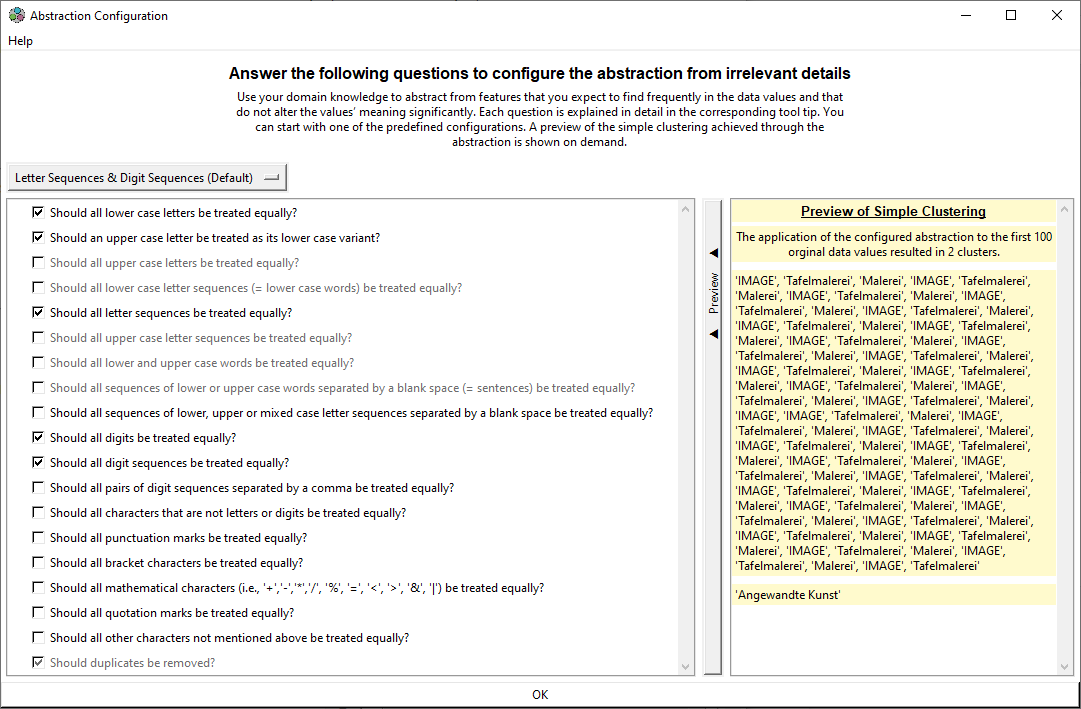 Abstraction Configuration
Help
Answer the following questions to configure the abstraction from irrelevant details
Use your domain knowledge to abstract from features that you expect to find frequently in the data values and that
do not alter the values' meaning significantly. Each question is explained in detail in the corresponding tool tip. You
can start with one of the predefined configurations. A preview of the simple clustering achieved through the
abstraction is shown on demand.
Letter Sequences & Digit Sequences (Default)
Should all lower case letters be treated equally?
Should an upper case letter be treated as its lower case variant?
Should all upper case letters be treated equally?
Should all lower case letter sequences (= lower case words) be treated equally?
Should all letter sequences be treated equally?
Should all upper case letter sequences be treated equally?
Should all lower and upper case words be treated equally?
Should all sequences of lower or upper case words separated by a blank space (= sentences) be treated equally?
Should all sequences of lower, upper or mixed case letter sequences separated by a blank space be treated equally?
Should all digits be treated equally?
Should all digit sequences be treated equally?
Should all pairs of digit sequences separated by a comma be treated equally?
Should all characters that are not letters or digits be treated equally?
Should all punctuation marks be treated equally?
Should all bracket characters be treated equally?
Should all mathematical characters (i.e., '+','-','*','/', '%', '=', '<', '>', '&', '|') be treated equally?
Should all quotation marks be treated equally?
Should all other characters not mentioned above be treated equally?
Should duplicates be removed?
Preview
Preview of Simple Clustering
The application of the configured abstraction to the first 100
orginal data values resulted in 2 clusters.
'IMAGE', 'Tafelmalerei', 'Malerei', 'IMAGE', 'Tafelmalerei',
'Malerei', 'IMAGE', 'Tafelmalerei', 'Malerei', 'IMAGE',
'Tafelmalerei', 'Malerei', 'IMAGE', 'Tafelmalerei', 'Malerei',
'IMAGE', 'Tafelmalerei', 'Malerei', 'IMAGE', 'Tafelmalerei',
'Malerei', 'IMAGE', 'Tafelmalerei', 'Malerei', 'IMAGE',
'Tafelmalerei', 'Malerei', 'IMAGE', 'Tafelmalerei', 'Malerei',
'IMAGE', 'Tafelmalerei', 'Malerei', 'IMAGE', 'Tafelmalerei',
'Malerei', 'IMAGE', 'Tafelmalerei', 'Malerei', 'IMAGE',
'Tafelmalerei', 'Malerei', 'IMAGE', 'Tafelmalerei', 'Malerei',
'IMAGE', 'IMAGE', 'Tafelmalerei', 'Malerei', 'IMAGE',
'Tafelmalerei', 'Malerei', 'IMAGE', 'Tafelmalerei', 'Malerei',
'IMAGE', 'Tafelmalerei', 'Malerei', 'IMAGE', 'Tafelmalerei',
'Malerei', 'IMAGE', 'Tafelmalerei', 'Malerei', 'IMAGE',
'Tafelmalerei', 'Malerei', 'IMAGE', 'Tafelmalerei', 'Malerei',
'IMAGE', 'Tafelmalerei', 'Malerei', 'IMAGE', 'Tafelmalerei',
'Malerei', 'IMAGE', 'Tafelmalerei', 'Malerei', 'IMAGE',
'Tafelmalerei', 'Malerei', 'IMAGE', 'Tafelmalerei', 'Malerei',
'IMAGE', 'Tafelmalerei', 'Malerei', 'IMAGE', 'Tafelmalerei',
'Malerei', 'IMAGE', 'Tafelmalerei', 'Malerei', 'IMAGE',
'Tafelmalerei', 'Malerei', 'IMAGE', 'Tafelmalerei'
'Angewandte Kunst'
OK